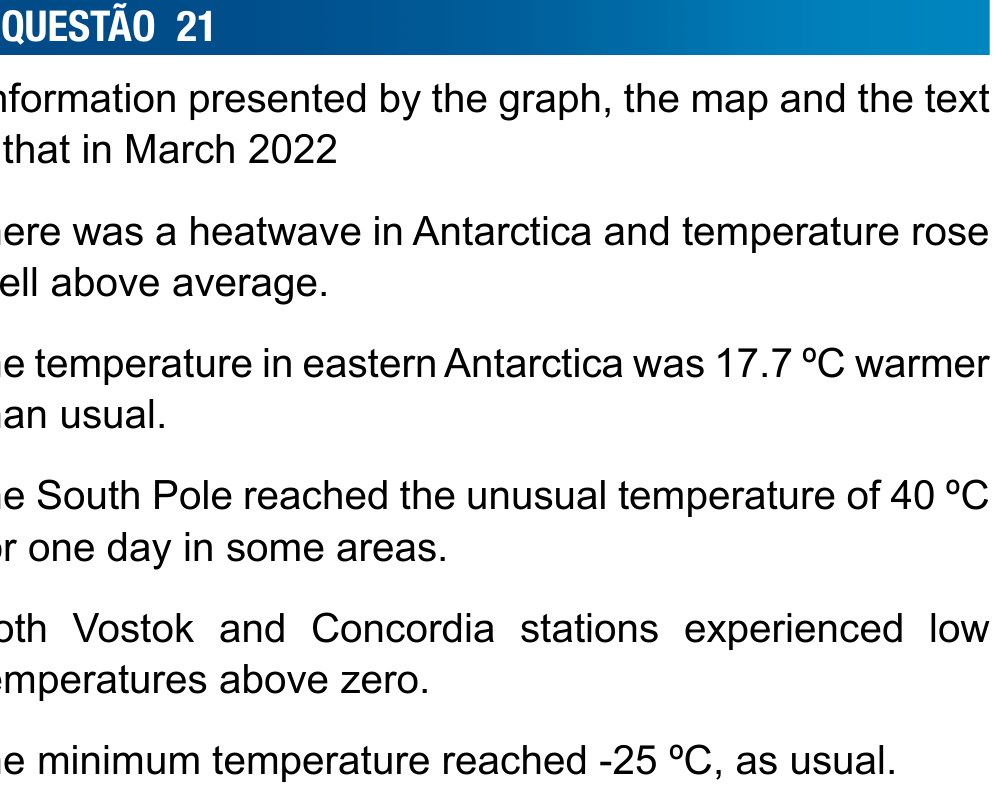 QUESTÃO 21
nformation presented by the graph, the map and the text
that in March 2022
ere was a heatwave in Antarctica and temperature rose
ell above average.
e temperature in eastern Antarctica was 17.7 ºC warmer
an usual.
e South Pole reached the unusual temperature of 40 ºC
r one day in some areas.
oth Vostok and Concordia stations experienced low
mperatures above zero.
e minimum temperature reached -25 ºC, as usual.